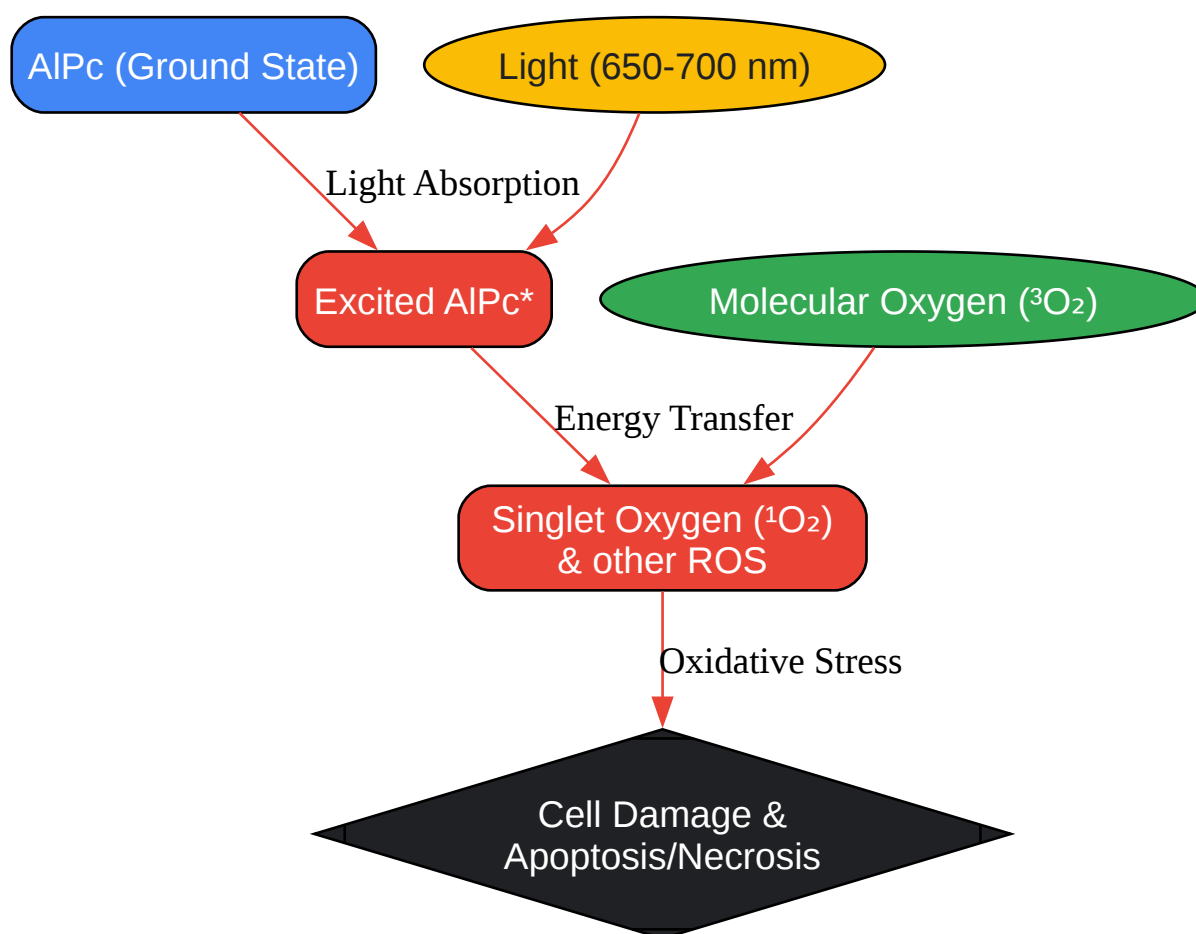 AlPc (Ground State)
Light (650-700 nm)
Light Absorption
Excited AlPc*
Molecular Oxygen (³O₂)
Energy Transfer
Singlet Oxygen (¹O₂)
& other ROS
Oxidative Stress
Cell Damage &
Apoptosis/Necrosis